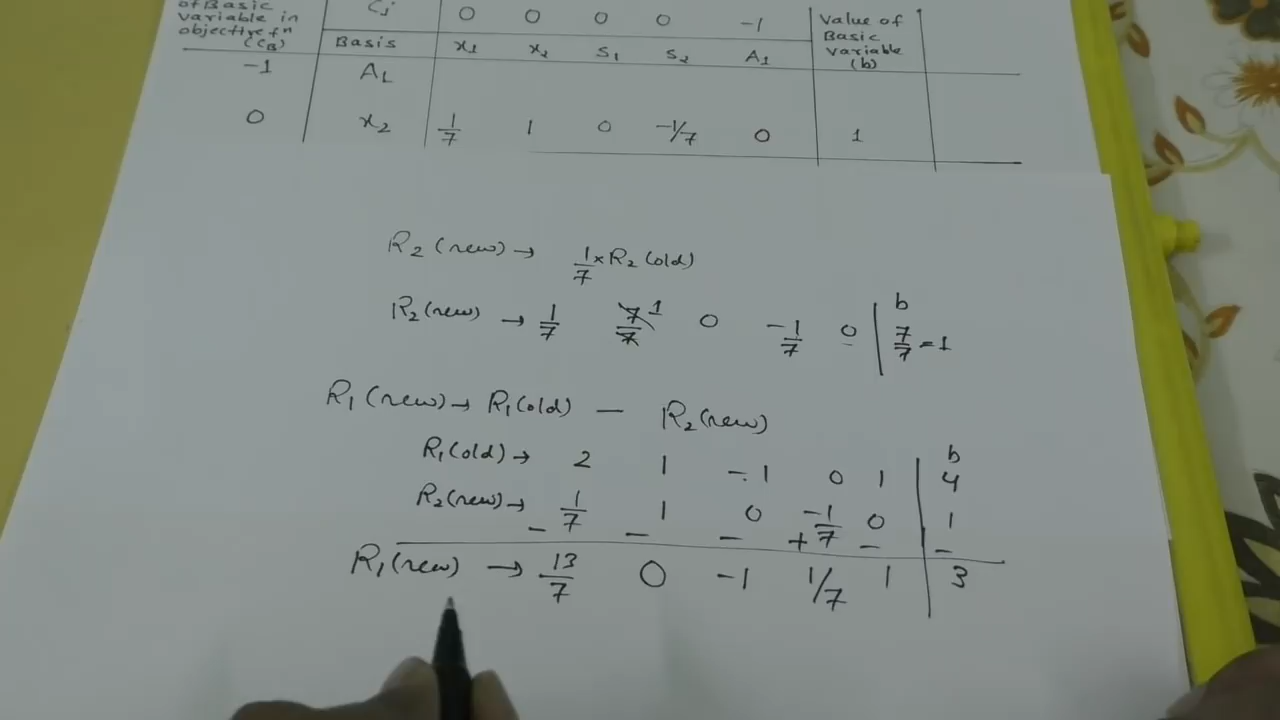 of Basic variable in objective fⁿ (CB)
Cj 0 0 0 0 -1
Value of Basic Variable (b)
Basis x1 x2 S1 S2 A1
-1 A1
0 x2 1/7 1 0 -1/7 0 1
R2 (new) → 1/7 × R2 (old)
b
R2 (new) → 1/7 7/7 1 0 -1/7 0 7/7 = 1
R1 (new) → R1 (old) — R2 (new)
b
R1 (old) → 2 1 -1 0 1 4
R2 (new) → 1/7 1 0 -1/7 0 1
- - - + - -
R1 (new) → 13/7 0 -1 1/7 1 3